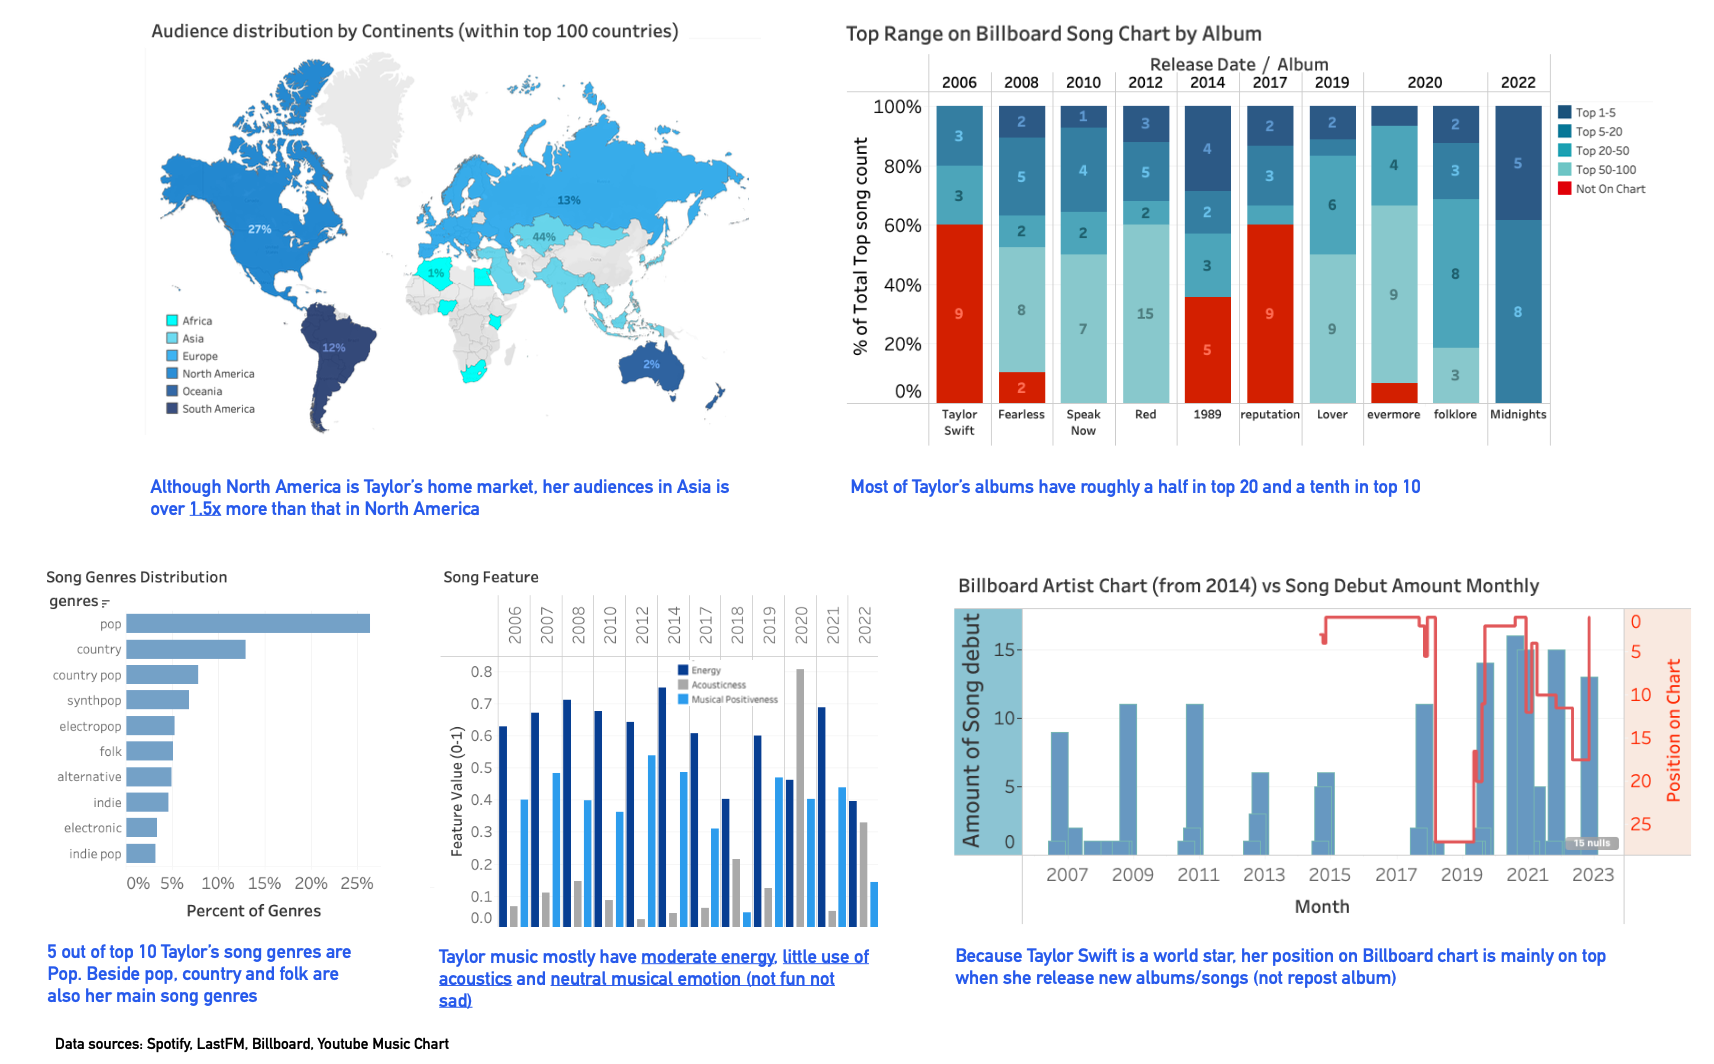 Audience distribution by Continents (within top 100 countries)
27%
13%
44%
1%
12%
2%
Africa
Asia
Europe
North America
Oceania
South America
Although North America is Taylor's home market, her audiences in Asia is
over 1.5x more than that in North America
Top Range on Billboard Song Chart by Album
Release Date / Album
2006 2008 2010 2012 2014 2017 2019 2020 2022
% of Total Top song count
100%
80%
60%
40%
20%
0%
3 3 9
2 5 2 8 2
1 4 2 7
3 5 2 15
4 2 3 5
2 3 9
2 6 9
4 9
2 3 8 3
5 8
Taylor Swift
Fearless
Speak Now
Red
1989
reputation
Lover
evermore
folklore
Midnights
Top 1-5
Top 5-20
Top 20-50
Top 50-100
Not On Chart
Most of Taylor's albums have roughly a half in top 20 and a tenth in top 10
Song Genres Distribution
genres
pop
country
country pop
synthpop
electropop
folk
alternative
indie
electronic
indie pop
0% 5% 10% 15% 20% 25%
Percent of Genres
5 out of top 10 Taylor's song genres are
Pop. Beside pop, country and folk are
also her main song genres
Song Feature
2006 2007 2008 2010 2012 2014 2017 2018 2019 2020 2021 2022
Energy
Acousticness
Musical Positiveness
Feature Value (0-1)
0.8
0.7
0.6
0.5
0.4
0.3
0.2
0.1
0.0
Taylor music mostly have moderate energy, little use of
acoustics and neutral musical emotion (not fun not
sad)
Billboard Artist Chart (from 2014) vs Song Debut Amount Monthly
Amount of Song debut
15
10
5
0
0
5
10
15
20
25
Position on Chart
15 nulls
2007 2009 2011 2013 2015 2017 2019 2021 2023
Month
Because Taylor Swift is a world star, her position on Billboard chart is mainly on top
when she release new albums/songs (not repost album)
Data sources: Spotify, LastFM, Billboard, Youtube Music Chart